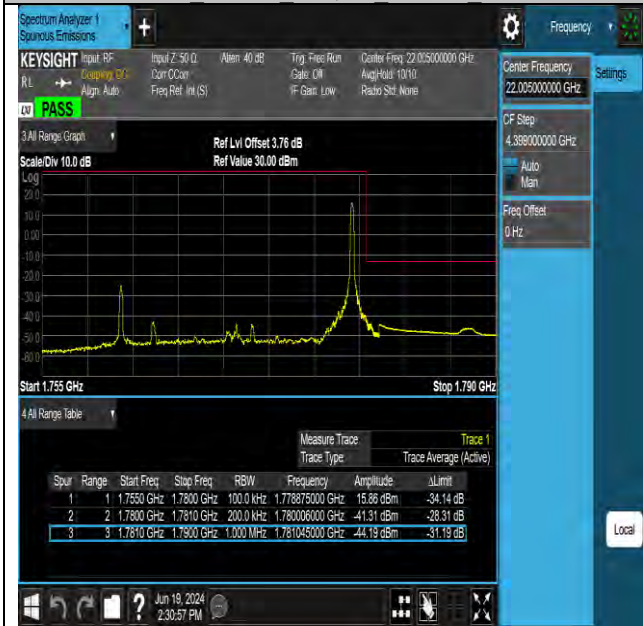 Spectrum Analyzer 1
Spurious Emissions
Frequency
KEYSIGHT Input: RF Input Z: 50 Ω Atten: 40 dB Trig: Free Run Center Freq: 22.005000000 GHz
RL Coupling: DC Corr CCorr Gate: Off Avg|Hold: 10/10
Align: Auto Freq Ref: Int (S) IF Gain: Low Radio Std: None
LXI PASS
Center Frequency
22.005000000 GHz
Settings
CF Step
4.399000000 GHz
Auto
Man
Freq Offset
0 Hz
3 All Range Graph
Ref Lvl Offset 3.76 dB
Scale/Div 10.0 dB Ref Value 30.00 dBm
Log
20.0
10.0
0.00
-10.0
-20.0
-30.0
-40.0
-50.0
-60.0
Start 1.755 GHz Stop 1.790 GHz
4 All Range Table
Measure Trace Trace 1
Trace Type Trace Average (Active)
Spur Range Start Freq Stop Freq RBW Frequency Amplitude ΔLimit
1 1 1.7550 GHz 1.7800 GHz 100.0 kHz 1.778875000 GHz 15.86 dBm -34.14 dB
2 2 1.7800 GHz 1.7810 GHz 200.0 kHz 1.780006000 GHz -41.31 dBm -28.31 dB
3 3 1.7810 GHz 1.7900 GHz 1.000 MHz 1.781045000 GHz -44.19 dBm -31.19 dB
Local
?
Jun 19, 2024
2:30:57 PM